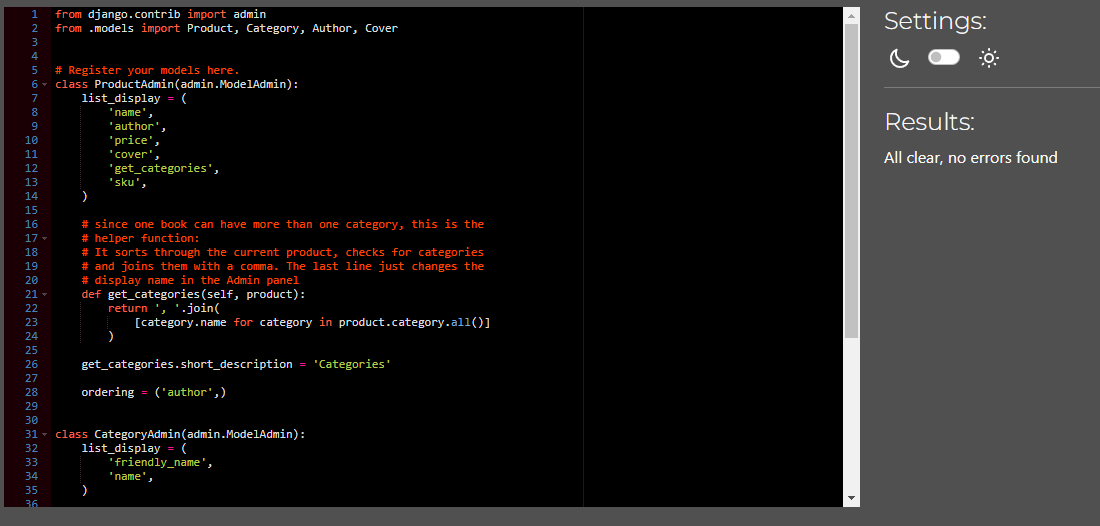 1 from django.contrib import admin
2 from .models import Product, Category, Author, Cover
3
4
5 # Register your models here.
6 class ProductAdmin(admin.ModelAdmin):
7     list_display = (
8         'name',
9         'author',
10         'price',
11         'cover',
12         'get_categories',
13         'sku',
14     )
15
16     # since one book can have more than one category, this is the
17     # helper function:
18     # It sorts through the current product, checks for categories
19     # and joins them with a comma. The last line just changes the
20     # display name in the Admin panel
21     def get_categories(self, product):
22         return ', '.join(
23             [category.name for category in product.category.all()]
24         )
25
26     get_categories.short_description = 'Categories'
27
28     ordering = ('author',)
29
30
31 class CategoryAdmin(admin.ModelAdmin):
32     list_display = (
33         'friendly_name',
34         'name',
35     )
36
Settings:
Results:
All clear, no errors found